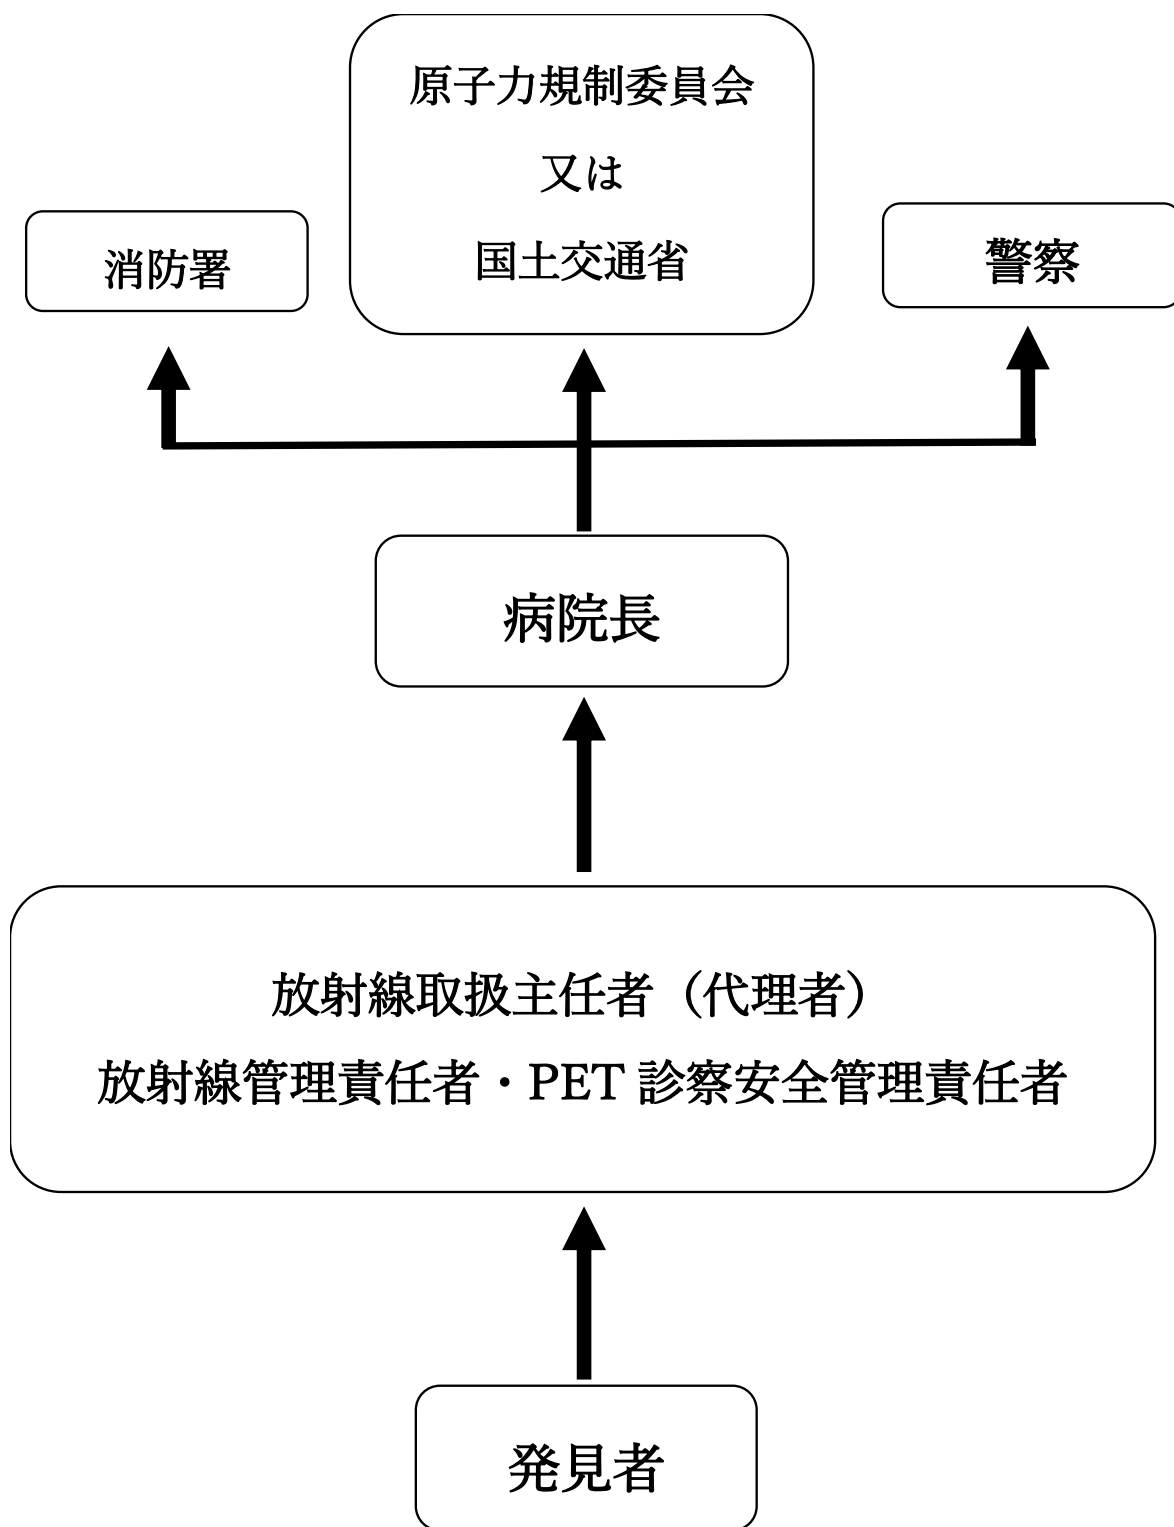 原子力規制委員会
又は
国土交通省
消防署
警察
病院長
放射線取扱主任者（代理者）
放射線管理責任者・PET 診察安全管理責任者
発見者